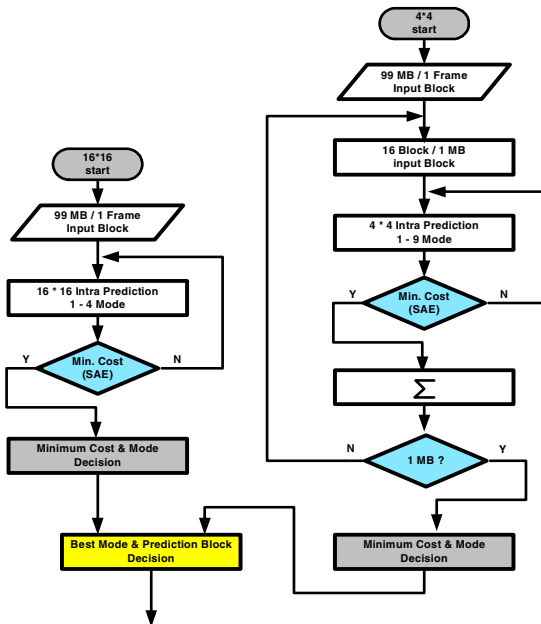 4*4
start
99 MB / 1 Frame
Input Block
16 Block / 1 MB
input Block
4 * 4 Intra Prediction
1 - 9 Mode
Y
Min. Cost
(SAE)
N
Σ
N
1 MB ?
Y
Minimum Cost & Mode
Decision
16*16
start
99 MB / 1 Frame
Input Block
16 * 16 Intra Prediction
1 - 4 Mode
Y
Min. Cost
(SAE)
N
Minimum Cost & Mode
Decision
Best Mode & Prediction Block
Decision